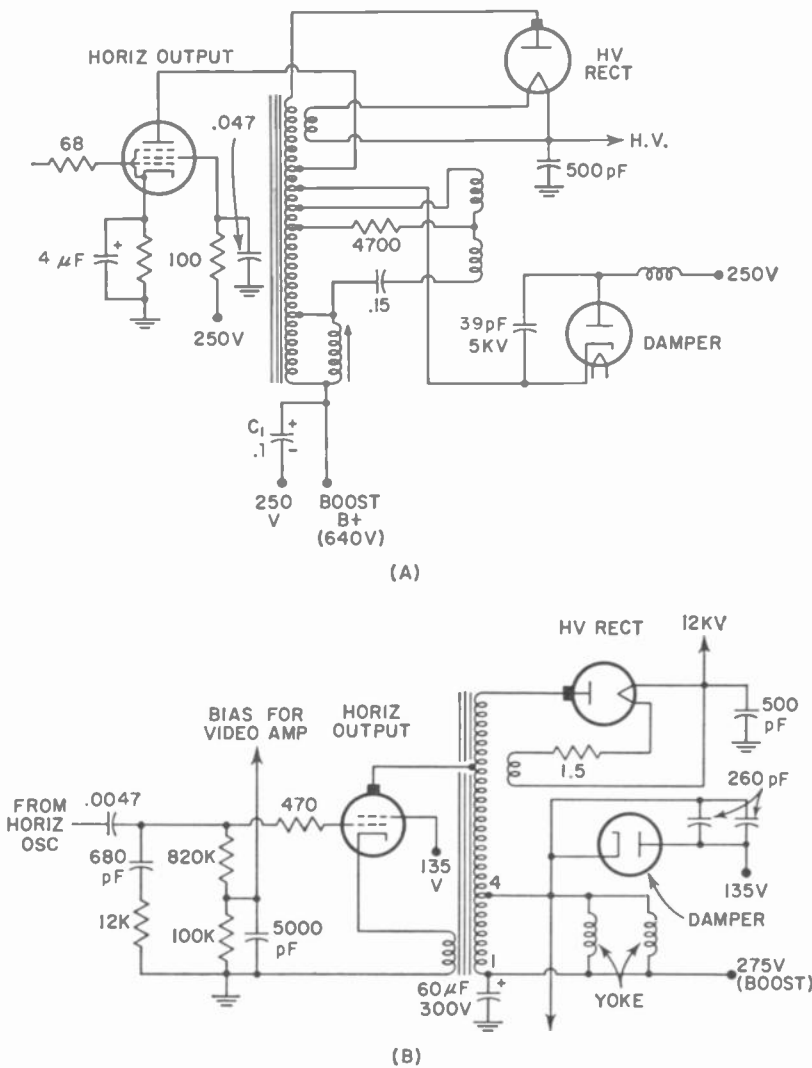 HORIZ OUTPUT
HV
RECT
.047
68
H.V.
500pF
4700
4 µF
+
100
.15
250V
39pF
5KV
DAMPER
250V
C1
.1
+
-
250
V
BOOST
B+
(640V)
(A)
HV RECT
12KV
BIAS FOR
VIDEO AMP
HORIZ
OUTPUT
500
pF
1.5
FROM
HORIZ
OSC
.0047
470
260 pF
680
pF
820K
135
V
4
135V
DAMPER
12K
100K
5000
pF
1
60µF
300V
+
YOKE
275V
(BOOST)
(B)